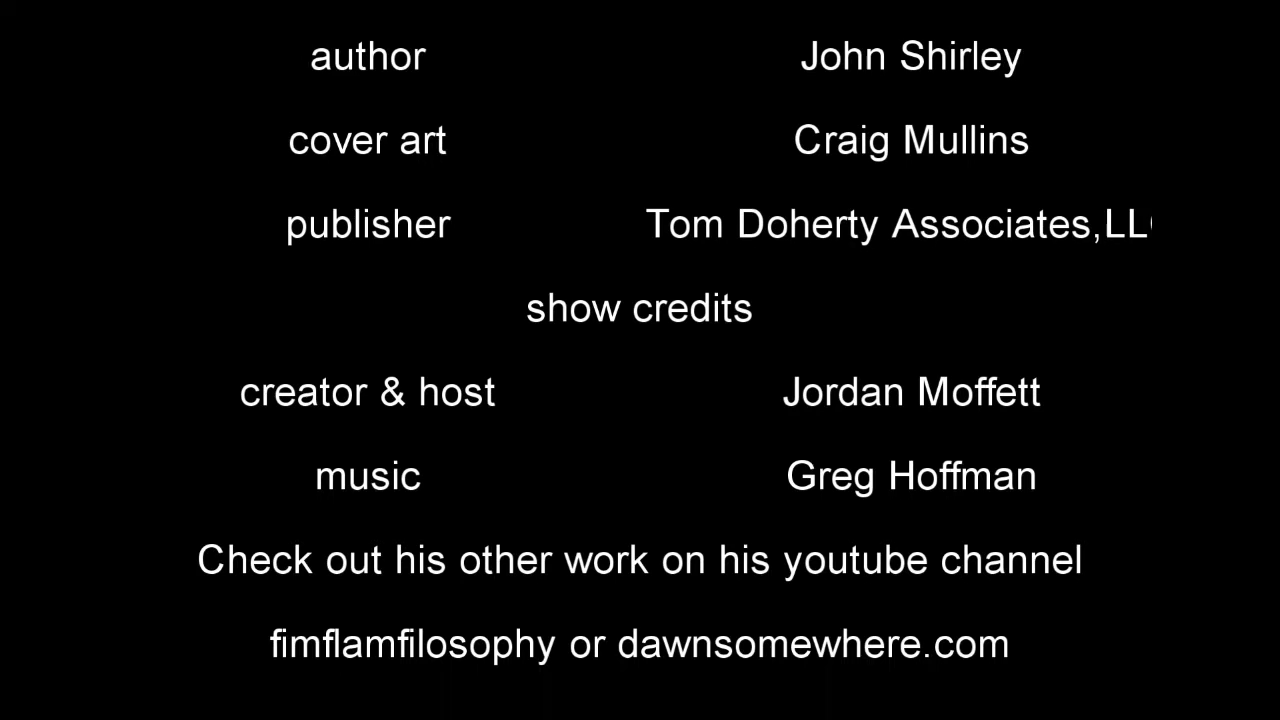 author John Shirley
cover art Craig Mullins
publisher Tom Doherty Associates,LL
show credits
creator & host Jordan Moffett
music Greg Hoffman
Check out his other work on his youtube channel
fimflamfilosophy or dawnsomewhere.com